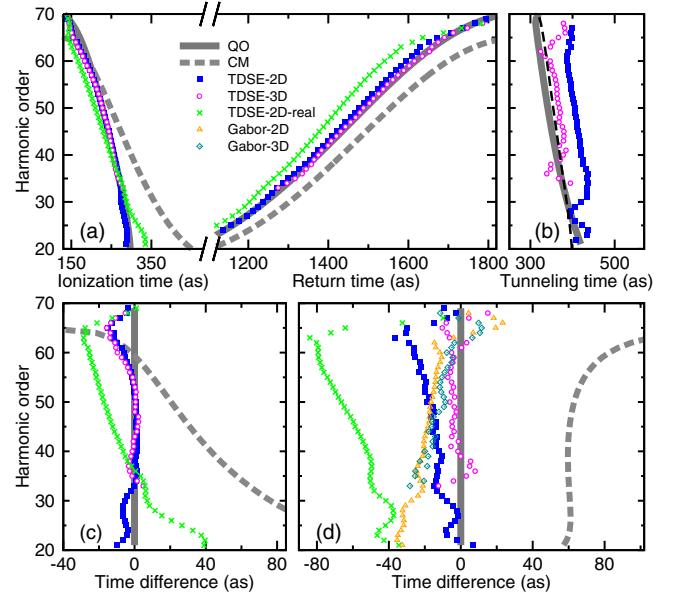 70
60
50
40
30
20
Harmonic order
QO
CM
TDSE-2D
TDSE-3D
TDSE-2D-real
Gabor-2D
Gabor-3D
(a)
(b)
150 350 1200 1400 1600 1800 300 500
Ionization time (as) Return time (as) Tunneling time (as)
70
60
50
40
30
20
Harmonic order
(c)
(d)
-40 0 40 80 -80 -40 0 40 80
Time difference (as) Time difference (as)